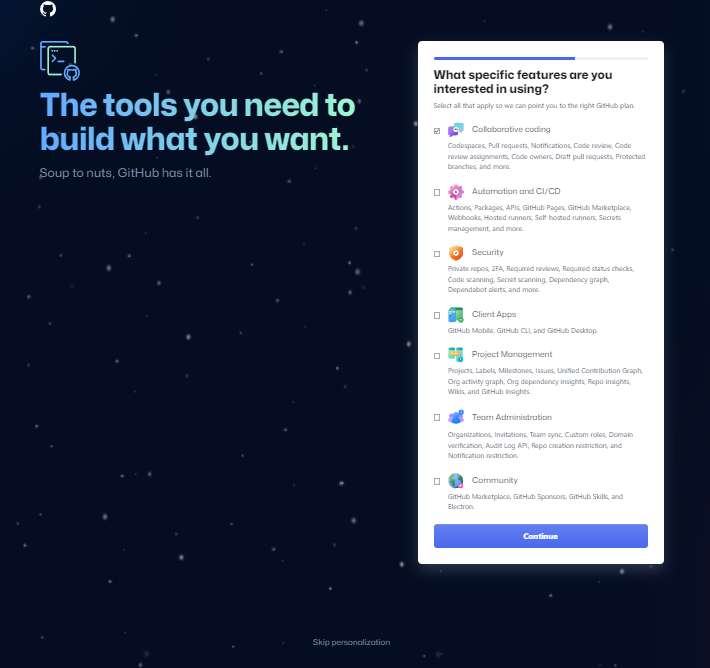 The tools you need to
build what you want.
Soup to nuts, GitHub has it all.
What specific features are you
interested in using?
Select all that apply so we can point you to the right GitHub plan.
Collaborative coding
Codespaces, Pull requests, Notifications, Code review, Code
review assignments, Code owners, Draft pull requests, Protected
branches, and more.
Automation and CI/CD
Actions, Packages, APIs, GitHub Pages, GitHub Marketplace,
Webhooks, Hosted runners, Self-hosted runners, Secrets
management, and more.
Security
Private repos, 2FA, Required reviews, Required status checks,
Code scanning, Secret scanning, Dependency graph,
Dependabot alerts, and more.
Client Apps
GitHub Mobile, GitHub CLI, and GitHub Desktop.
Project Management
Projects, Labels, Milestones, Issues, Unified Contribution Graph,
Org activity graph, Org dependency insights, Repo insights,
Wikis, and GitHub Insights.
Team Administration
Organizations, Invitations, Team sync, Custom roles, Domain
verification, Audit Log API, Repo creation restriction, and
Notification restriction.
Community
GitHub Marketplace, GitHub Sponsors, GitHub Skills, and
Electron.
Continue
Skip personalization